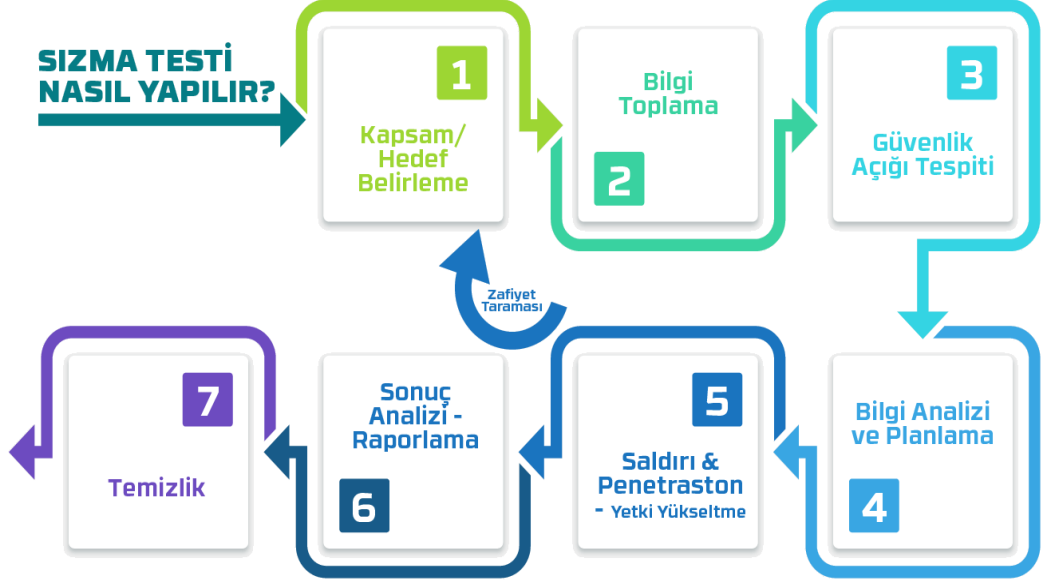 SIZMA TESTİ
NASIL YAPILIR?
1
Kapsam/
Hedef
Belirleme
Bilgi
Toplama
2
3
Güvenlik
Açığı Tespiti
Zafiyet
Taraması
Bilgi Analizi
ve Planlama
4
5
Saldırı &
Penetraston
- Yetki Yükseltme
Sonuç
Analizi -
Raporlama
6
7
Temizlik